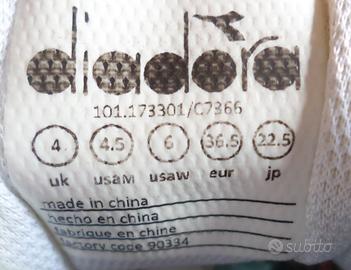 diadora
101.173301/C7366
4 4.5 6 36.5 22.5
uk usaM usaw eur jp
made in china
hecho en china
fabrique en chine
factory code 90334
subito